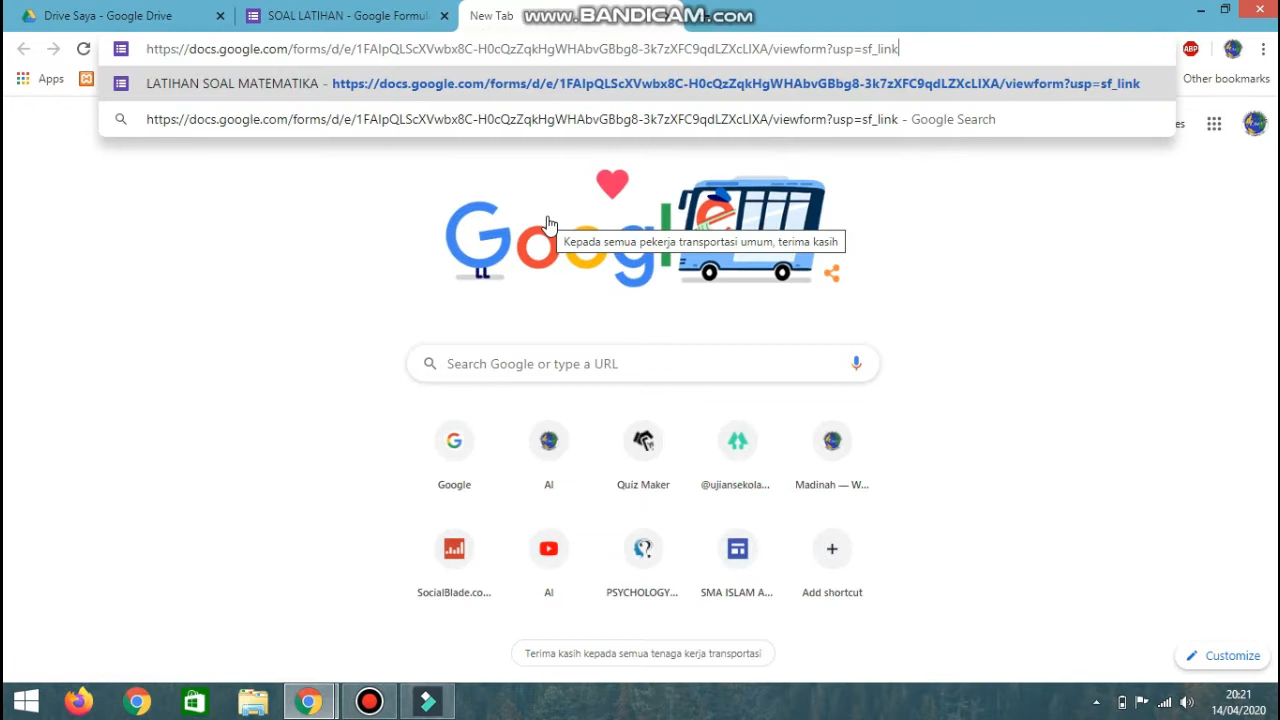 Drive Saya - Google Drive
SOAL LATIHAN - Google Formul
New Tab
www.BANDICAM.com
https://docs.google.com/forms/d/e/1FAIpQLScXVwbx8C-H0cQzZqkHgWHAbvGBbg8-3k7zXFC9qdLZXcLIXA/viewform?usp=sf_link
ABP
Apps
LATIHAN SOAL MATEMATIKA - https://docs.google.com/forms/d/e/1FAIpQLScXVwbx8C-H0cQzZqkHgWHAbvGBbg8-3k7zXFC9qdLZXcLIXA/viewform?usp=sf_link
Other bookmarks
https://docs.google.com/forms/d/e/1FAIpQLScXVwbx8C-H0cQzZqkHgWHAbvGBbg8-3k7zXFC9qdLZXcLIXA/viewform?usp=sf_link - Google Search
es
Google
Kepada semua pekerja transportasi umum, terima kasih
Search Google or type a URL
Google
AI
Quiz Maker
@ujiansekola...
Madinah — W...
SocialBlade.co...
AI
PSYCHOLOGY...
SMA ISLAM A...
Add shortcut
Terima kasih kepada semua tenaga kerja transportasi
Customize
20:21
14/04/2020